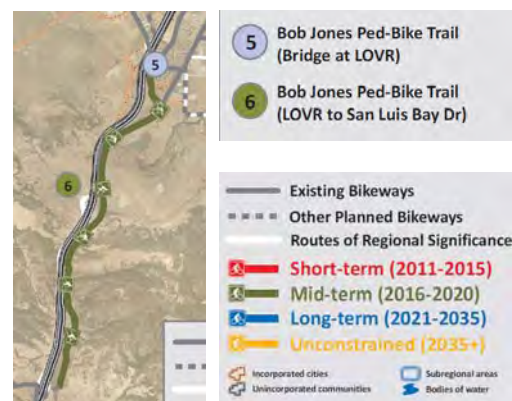 5
6
5 Bob Jones Ped-Bike Trail
(Bridge at LOVR)
6 Bob Jones Ped-Bike Trail
(LOVR to San Luis Bay Dr)
Existing Bikeways
Other Planned Bikeways
Routes of Regional Significance
Short-term (2011-2015)
Mid-term (2016-2020)
Long-term (2021-2035)
Unconstrained (2035+)
Incorporated cities
Subregional areas
Unincorporated communities
Bodies of water